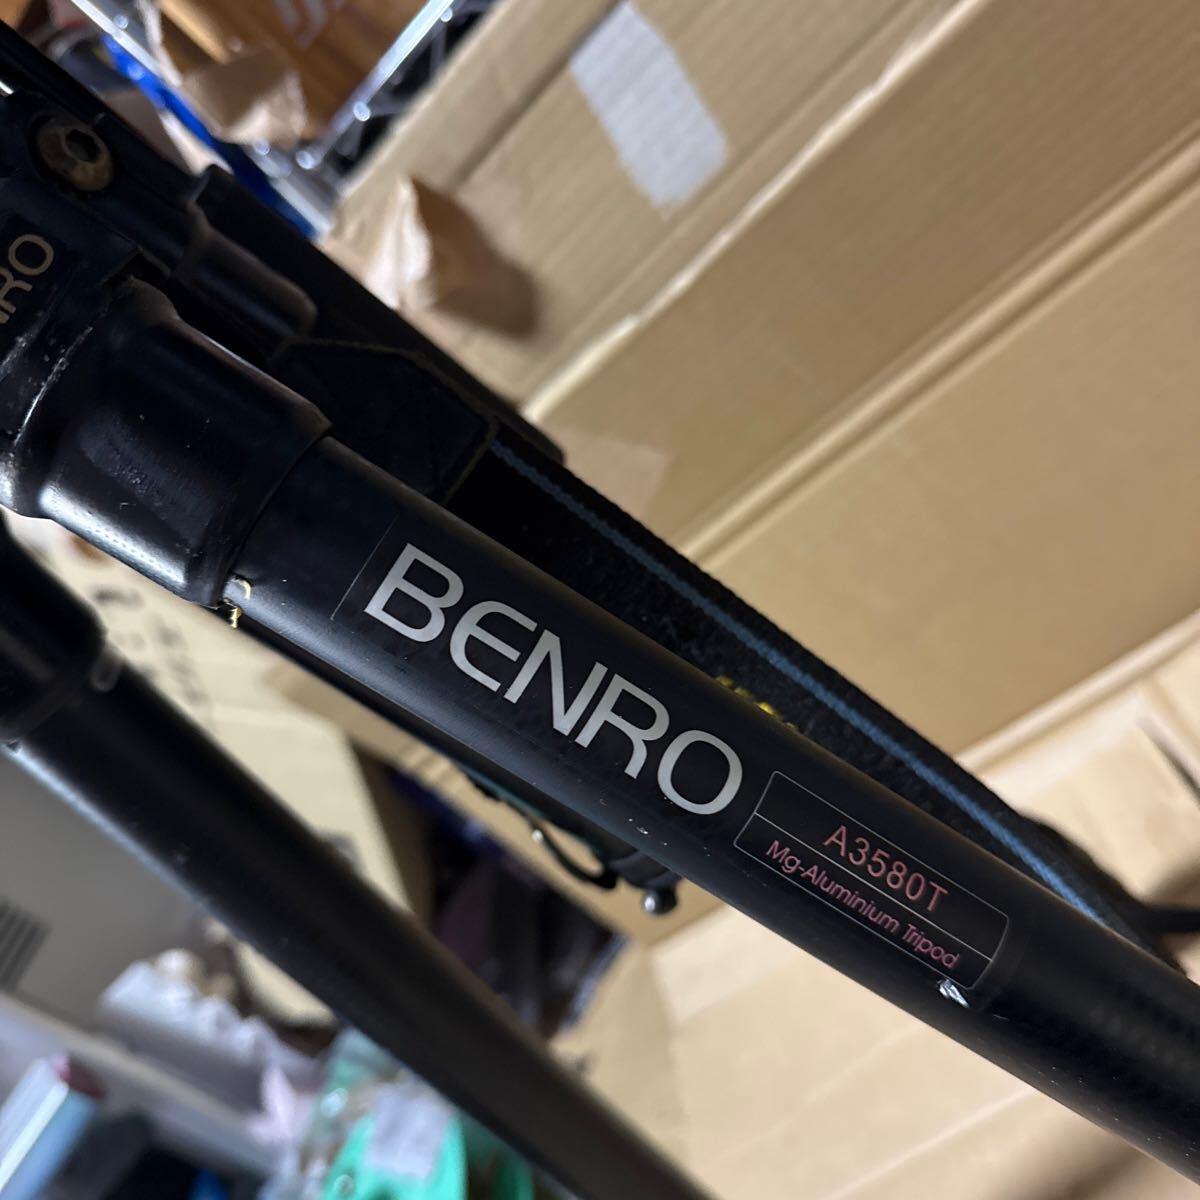 BENRO
A3580T
Mg-Aluminium Tripod